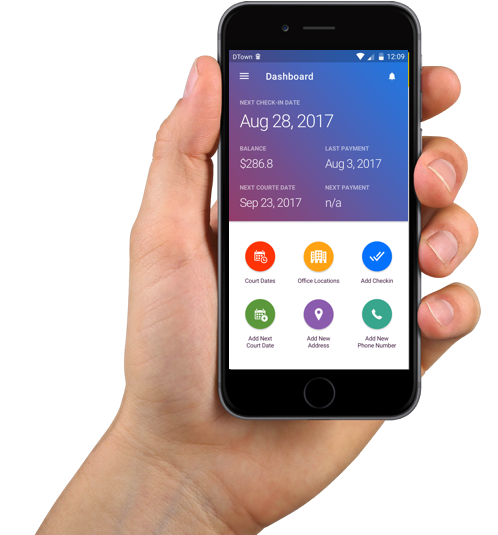 DTown 12:09
Dashboard
NEXT CHECK-IN DATE
Aug 28, 2017
BALANCE LAST PAYMENT
$286.8 Aug 3, 2017
NEXT COURTE DATE NEXT PAYMENT
Sep 23, 2017 n/a
Court Dates Office Locations Add Checkin
Add Next Add New Add New
Court Date Address Phone Number